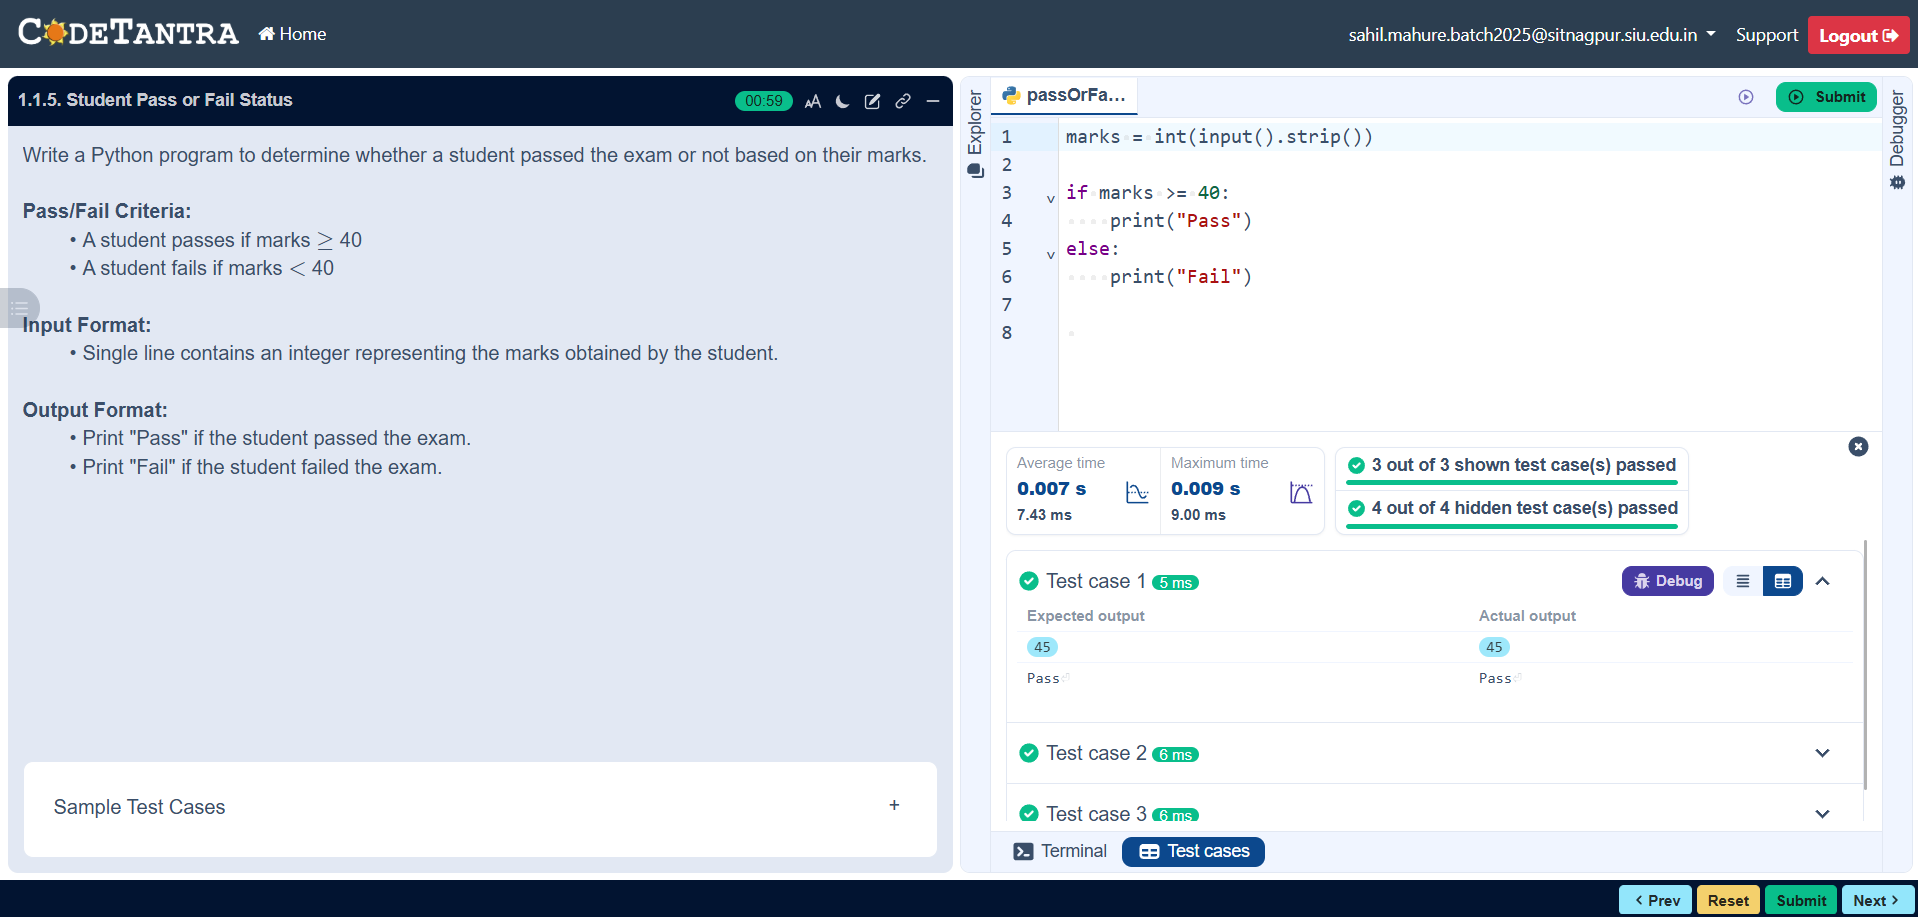 CODETANTRA Home
sahil.mahure.batch2025@sitnagpur.siu.edu.in Support Logout
1.1.5. Student Pass or Fail Status 00:59 AA
Write a Python program to determine whether a student passed the exam or not based on their marks.
Pass/Fail Criteria:
• A student passes if marks ≥ 40
• A student fails if marks < 40
Input Format:
• Single line contains an integer representing the marks obtained by the student.
Output Format:
• Print "Pass" if the student passed the exam.
• Print "Fail" if the student failed the exam.
Sample Test Cases +
Explorer
passOrFa...
Submit
Debugger
1 marks = int(input().strip())
2
3 if marks >= 40:
4     print("Pass")
5 else:
6     print("Fail")
7
8
Average time
0.007 s
7.43 ms
Maximum time
0.009 s
9.00 ms
3 out of 3 shown test case(s) passed
4 out of 4 hidden test case(s) passed
Test case 1 5 ms Debug
Expected output Actual output
45 45
Pass Pass
Test case 2 6 ms
Test case 3 6 ms
Terminal Test cases
Prev Reset Submit Next